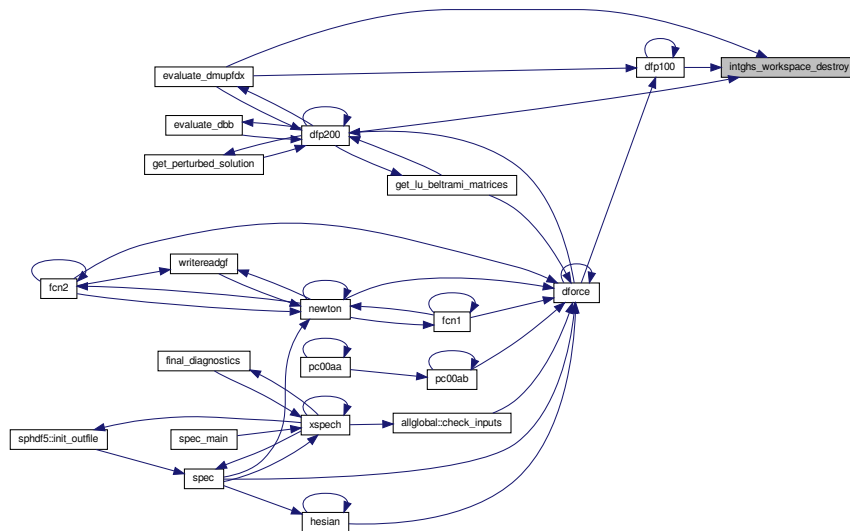 evaluate_dmupfdx
dfp100
intghs_workspace_destroy
evaluate_dbb
dfp200
get_perturbed_solution
get_lu_beltrami_matrices
writereadgf
fcn2
newton
dforce
fcn1
final_diagnostics
pc00aa
pc00ab
xspech
allglobal::check_inputs
sphdf5::init_outfile
spec_main
spec
hesian